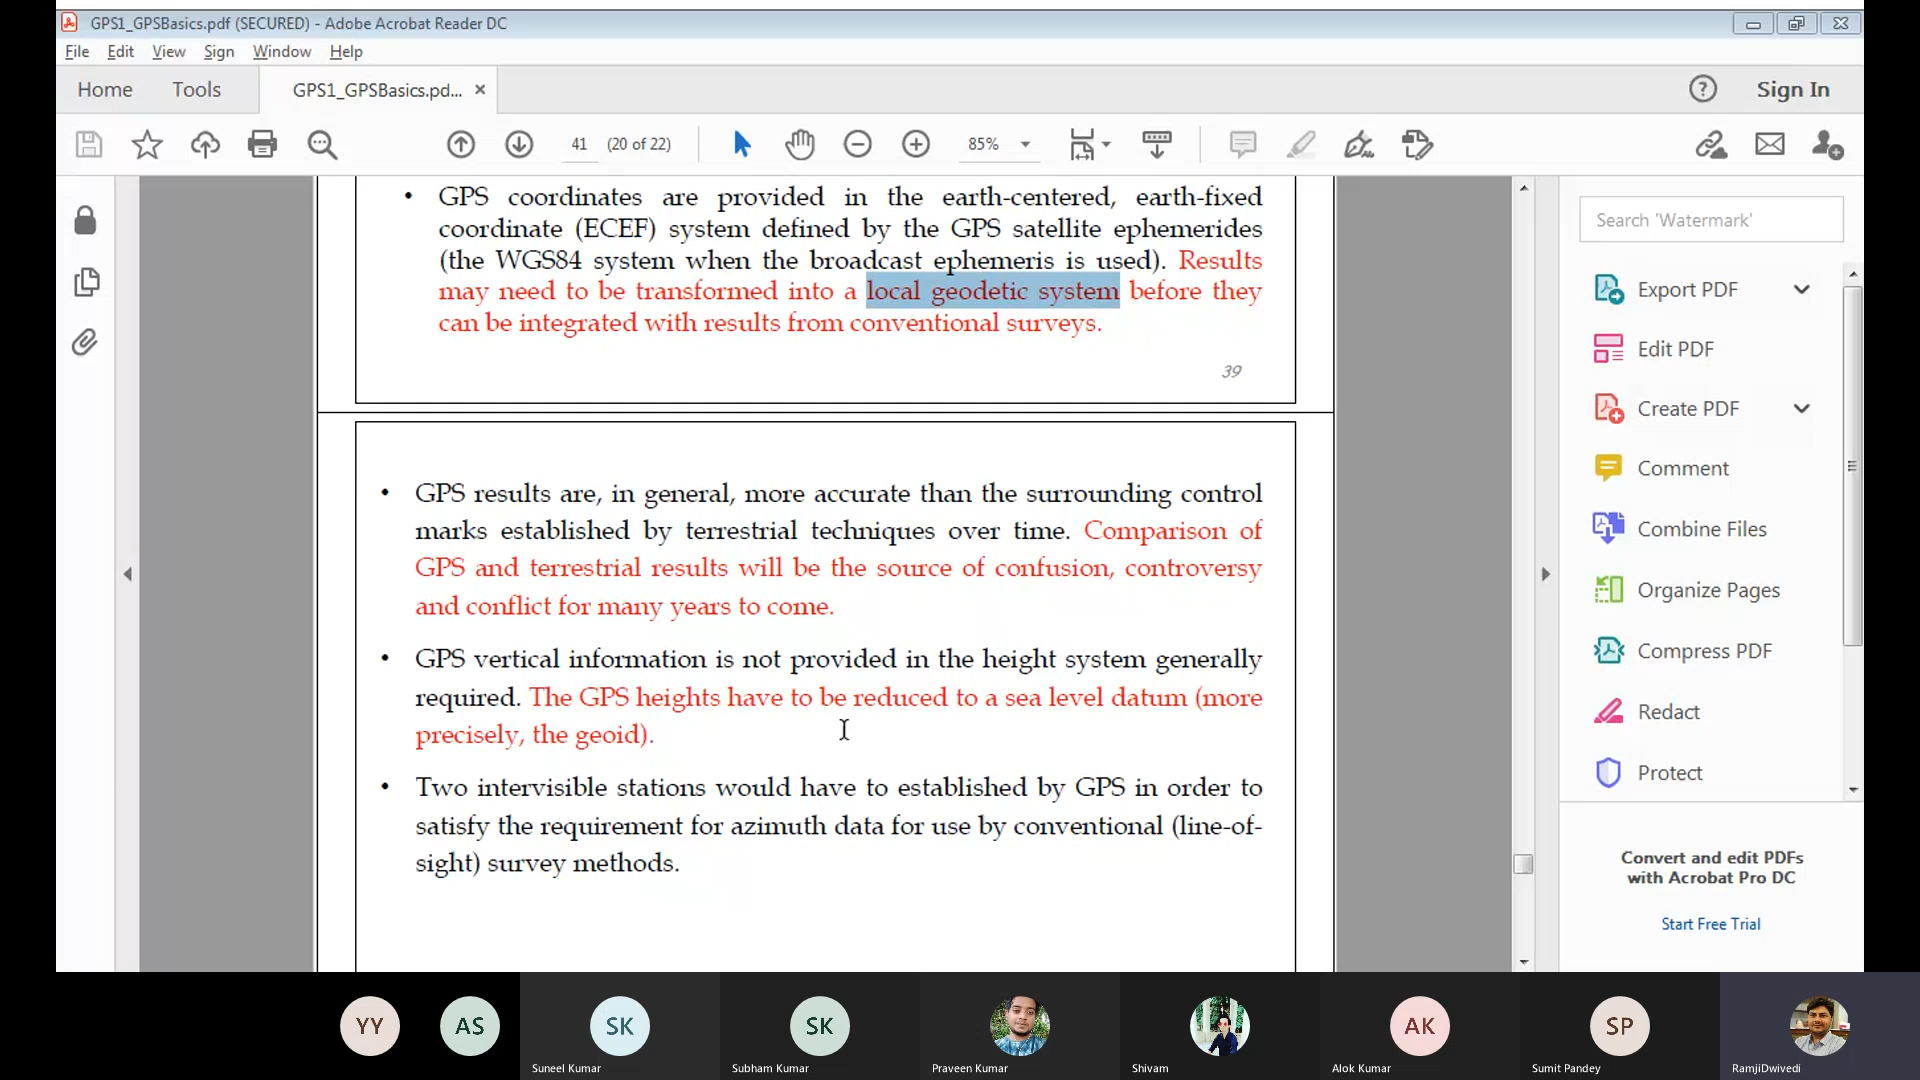 GPS1_GPSBasics.pdf (SECURED) - Adobe Acrobat Reader DC
File Edit View Sign Window Help
Home Tools GPS1_GPSBasics.pd... × Sign In
41 (20 of 22) 85%
• GPS coordinates are provided in the earth-centered, earth-fixed
coordinate (ECEF) system defined by the GPS satellite ephemerides
(the WGS84 system when the broadcast ephemeris is used). Results
may need to be transformed into a local geodetic system before they
can be integrated with results from conventional surveys.
39
• GPS results are, in general, more accurate than the surrounding control
marks established by terrestrial techniques over time. Comparison of
GPS and terrestrial results will be the source of confusion, controversy
and conflict for many years to come.
• GPS vertical information is not provided in the height system generally
required. The GPS heights have to be reduced to a sea level datum (more
precisely, the geoid).
• Two intervisible stations would have to established by GPS in order to
satisfy the requirement for azimuth data for use by conventional (line-of-
sight) survey methods.
Search 'Watermark'
Export PDF
Edit PDF
Create PDF
Comment
Combine Files
Organize Pages
Compress PDF
Redact
Protect
Convert and edit PDFs
with Acrobat Pro DC
Start Free Trial
YY AS SK SK AK SP
Suneel Kumar Subham Kumar Praveen Kumar Shivam Alok Kumar Sumit Pandey RamjiDwivedi